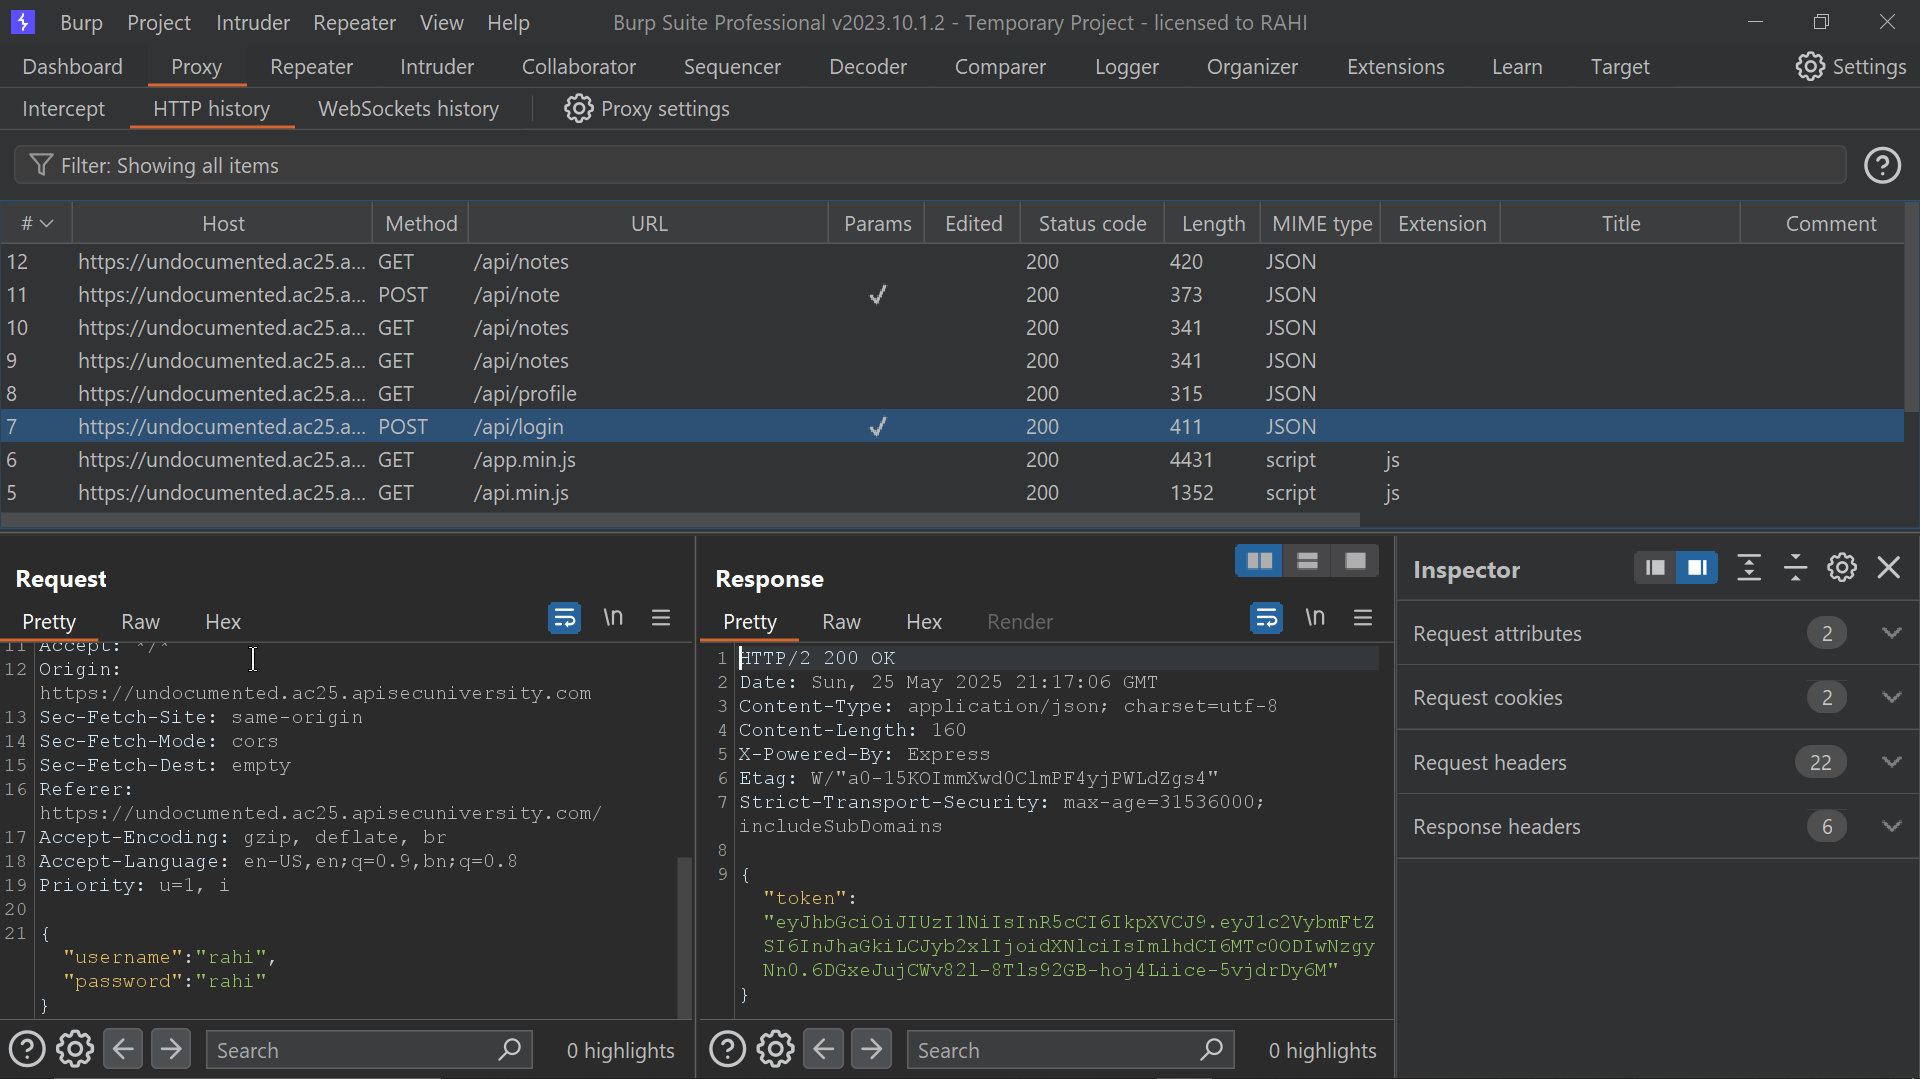 Burp Project Intruder Repeater View Help Burp Suite Professional v2023.10.1.2 - Temporary Project - licensed to RAHI
Dashboard Proxy Repeater Intruder Collaborator Sequencer Decoder Comparer Logger Organizer Extensions Learn Target Settings
Intercept HTTP history WebSockets history Proxy settings
Filter: Showing all items
# Host Method URL Params Edited Status code Length MIME type Extension Title Comment
12 https://undocumented.ac25.a... GET /api/notes 200 420 JSON
11 https://undocumented.ac25.a... POST /api/note ✓ 200 373 JSON
10 https://undocumented.ac25.a... GET /api/notes 200 341 JSON
9 https://undocumented.ac25.a... GET /api/notes 200 341 JSON
8 https://undocumented.ac25.a... GET /api/profile 200 315 JSON
7 https://undocumented.ac25.a... POST /api/login ✓ 200 411 JSON
6 https://undocumented.ac25.a... GET /app.min.js 200 4431 script js
5 https://undocumented.ac25.a... GET /api.min.js 200 1352 script js
Request
Pretty Raw Hex \n
11 Accept: */*
12 Origin:
https://undocumented.ac25.apisecuniversity.com
13 Sec-Fetch-Site: same-origin
14 Sec-Fetch-Mode: cors
15 Sec-Fetch-Dest: empty
16 Referer:
https://undocumented.ac25.apisecuniversity.com/
17 Accept-Encoding: gzip, deflate, br
18 Accept-Language: en-US,en;q=0.9,bn;q=0.8
19 Priority: u=1, i
20
21 {
"username":"rahi",
"password":"rahi"
}
Search 0 highlights
Response
Pretty Raw Hex Render \n
1 HTTP/2 200 OK
2 Date: Sun, 25 May 2025 21:17:06 GMT
3 Content-Type: application/json; charset=utf-8
4 Content-Length: 160
5 X-Powered-By: Express
6 Etag: W/"a0-15KOImmXwd0ClmPF4yjPWLdZgs4"
7 Strict-Transport-Security: max-age=31536000;
includeSubDomains
8
9 {
"token":
"eyJhbGciOiJIUzI1NiIsInR5cCI6IkpXVCJ9.eyJ1c2VybmFtZ
SI6InJhaGkiLCJyb2xlIjoidXNlciIsImlhdCI6MTc0ODIwNzgy
Nn0.6DGxeJujCWv82l-8Tls92GB-hoj4Liice-5vjdrDy6M"
}
Search 0 highlights
Inspector
Request attributes 2
Request cookies 2
Request headers 22
Response headers 6